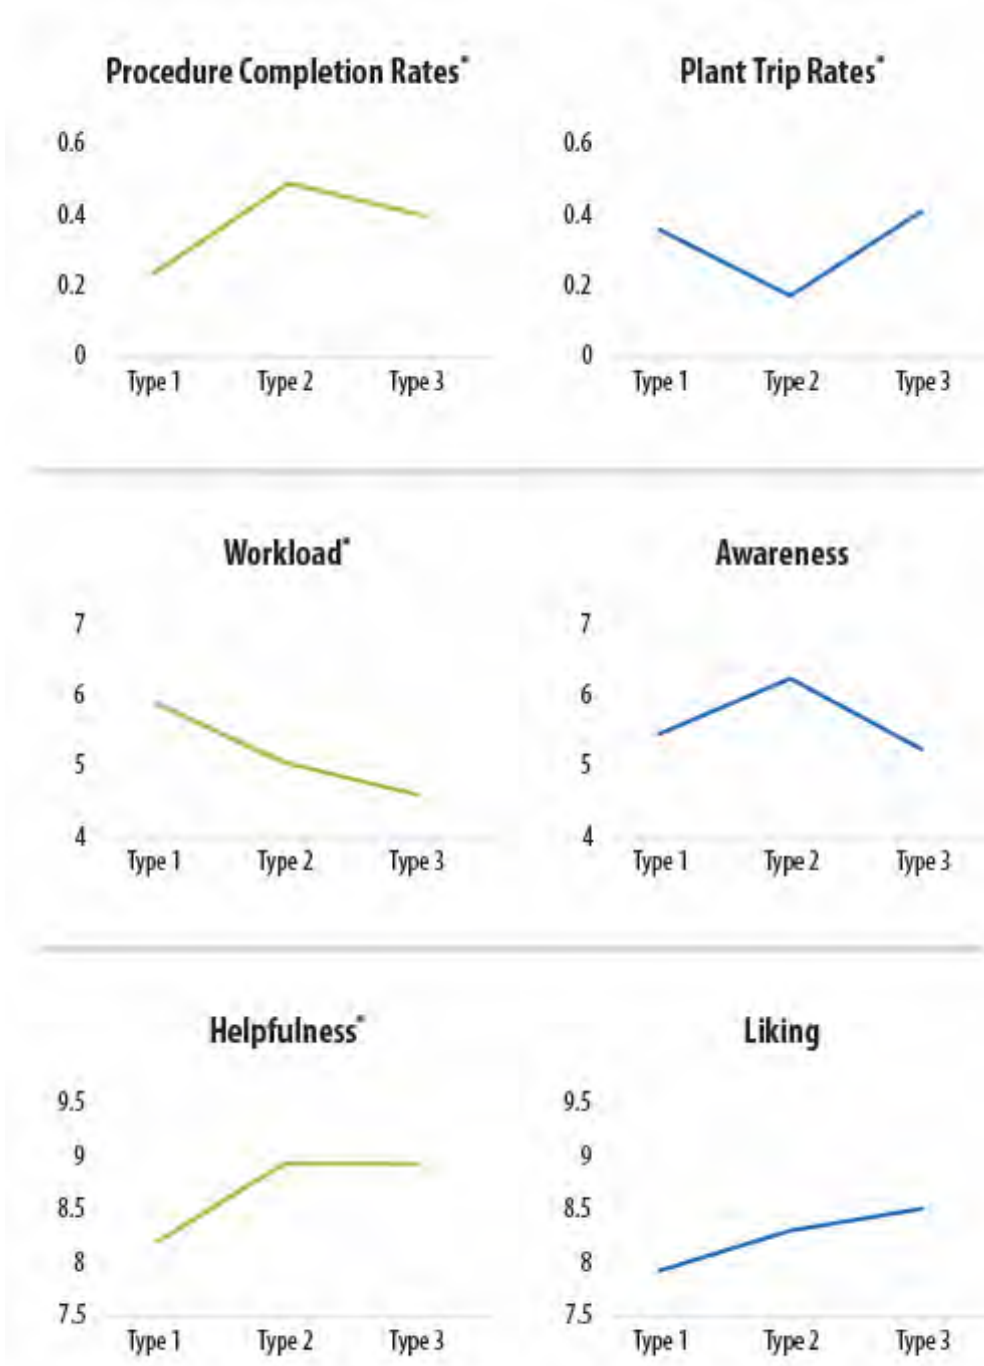 Procedure Completion Rates*
0.6
0.4
0.2
0
Type 1 Type 2 Type 3
Plant Trip Rates*
0.6
0.4
0.2
0
Type 1 Type 2 Type 3
Workload*
7
6
5
4
Type 1 Type 2 Type 3
Awareness
7
6
5
4
Type 1 Type 2 Type 3
Helpfulness*
9.5
9
8.5
8
7.5
Type 1 Type 2 Type 3
Liking
9.5
9
8.5
8
7.5
Type 1 Type 2 Type 3